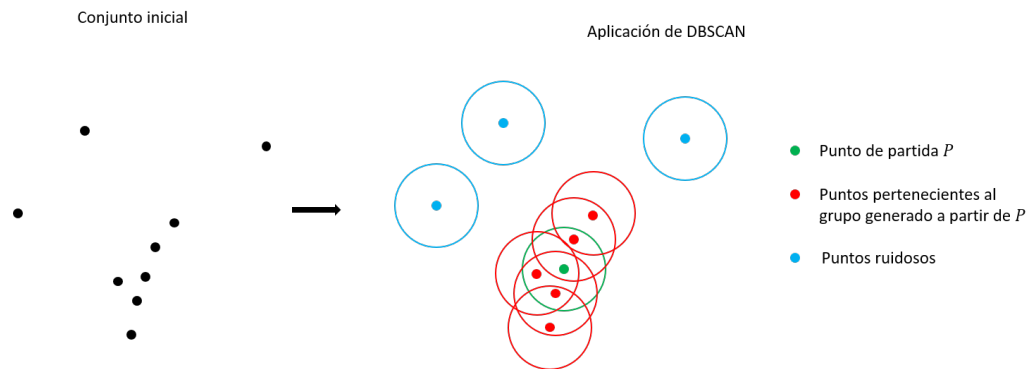 Conjunto inicial
Aplicación de DBSCAN
Punto de partida P
Puntos pertenecientes al
grupo generado a partir de P
Puntos ruidosos